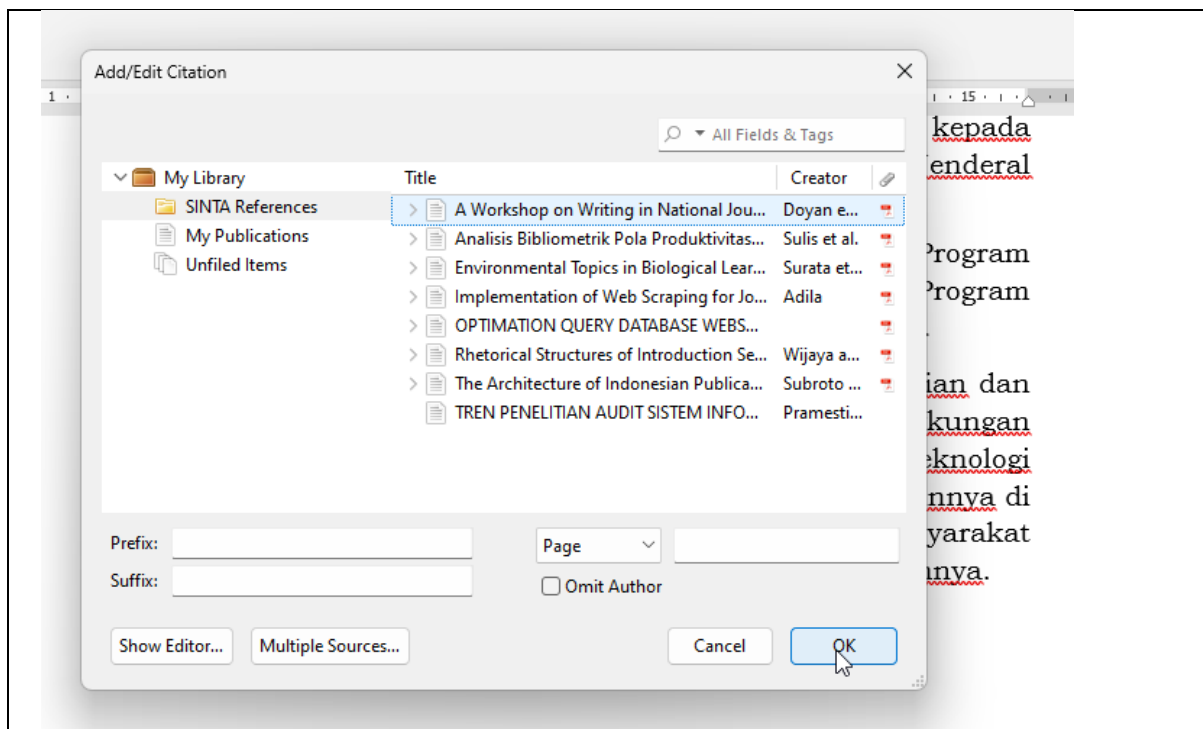 Add/Edit Citation
1
15
All Fields & Tags
kepada
My Library
Title Creator
enderal
SINTA References
A Workshop on Writing in National Jou... Doyan e...
My Publications
Analisis Bibliometrik Pola Produktivitas... Sulis et al.
Program
Unfiled Items
Environmental Topics in Biological Lear... Surata et...
Implementation of Web Scraping for Jo... Adila
Program
OPTIMATION QUERY DATABASE WEBS...
Rhetorical Structures of Introduction Se... Wijaya a...
The Architecture of Indonesian Publica... Subroto ...
ian dan
TREN PENELITIAN AUDIT SISTEM INFO... Pramesti...
kungan
eknologi
nnya di
Prefix:
Page
yarakat
Suffix:
Omit Author
nnya.
Show Editor... Multiple Sources... Cancel OK